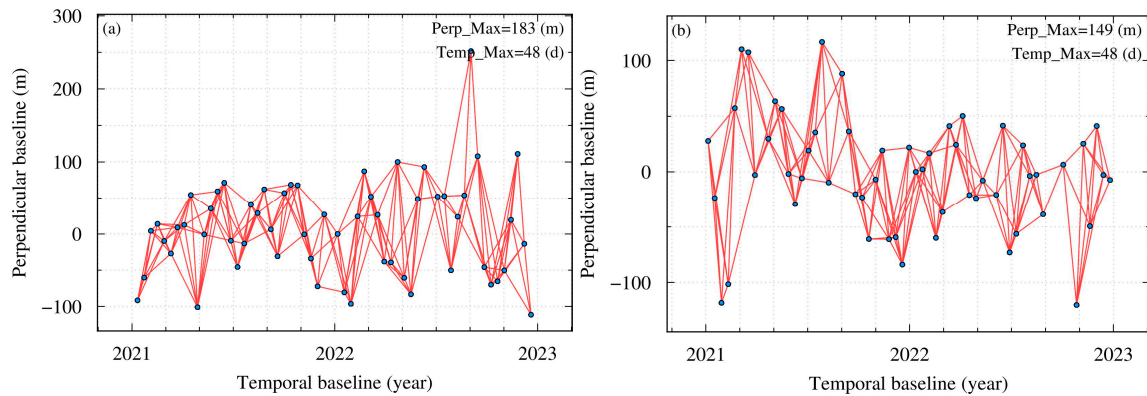 (a)
Perp_Max=183 (m)
Temp_Max=48 (d)
Perpendicular baseline (m)
300
200
100
0
−100
2021
2022
2023
Temporal baseline (year)
(b)
Perp_Max=149 (m)
Temp_Max=48 (d)
Perpendicular baseline (m)
100
0
−100
2021
2022
2023
Temporal baseline (year)